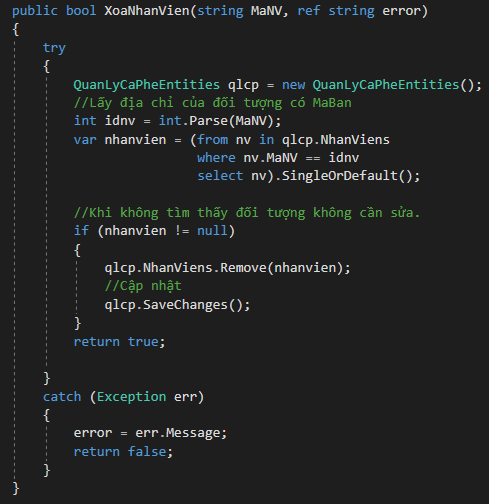 public bool XoaNhanVien(string MaNV, ref string error)
{
try
{
QuanLyCaPheEntities qlcp = new QuanLyCaPheEntities();
//Lấy địa chỉ của đối tượng có MaBan
int idnv = int.Parse(MaNV);
var nhanvien = (from nv in qlcp.NhanViens
where nv.MaNV == idnv
select nv).SingleOrDefault();
//Khi không tìm thấy đối tượng không cần sửa.
if (nhanvien != null)
{
qlcp.NhanViens.Remove(nhanvien);
//Cập nhật
qlcp.SaveChanges();
}
return true;
}
catch (Exception err)
{
error = err.Message;
return false;
}
}